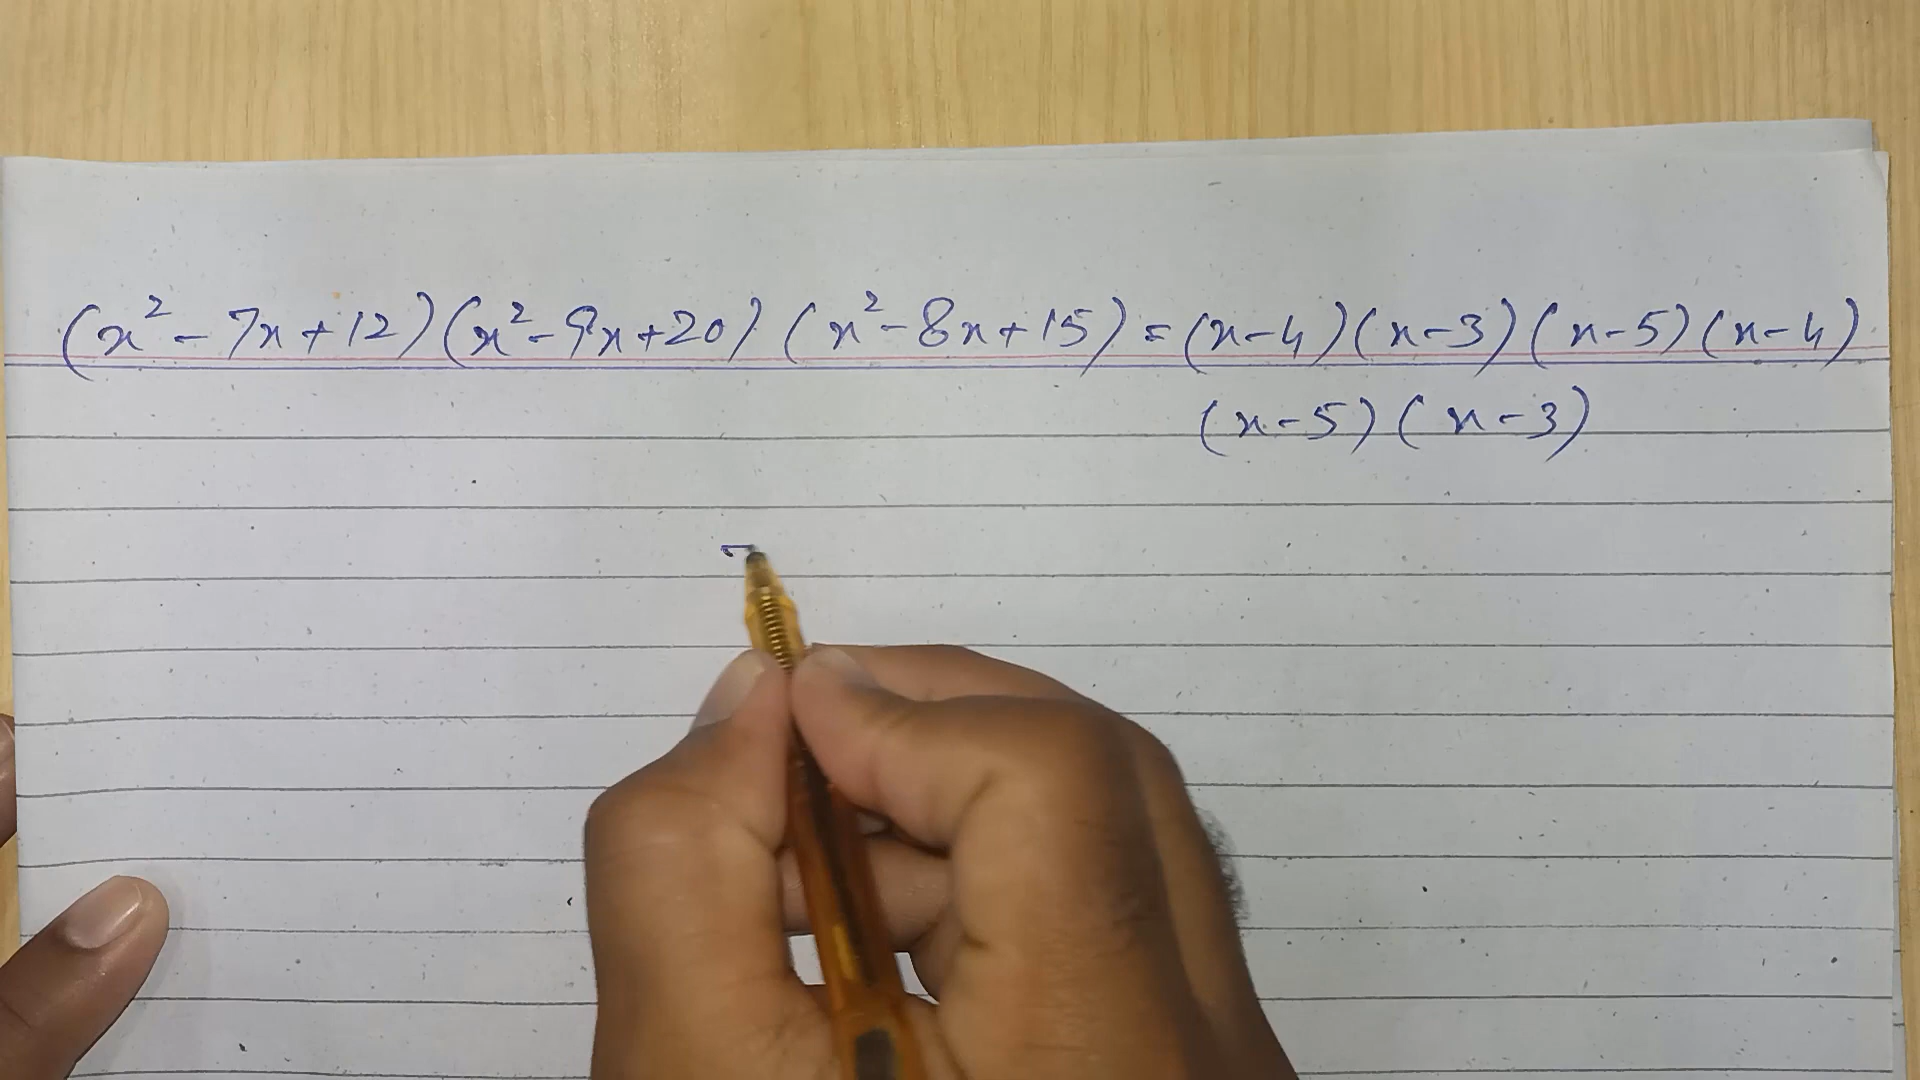 (x² - 7x + 12) (x² - 9x + 20) (x² - 8x + 15) = (x - 4) (x - 3) (x - 5) (x - 4)
(x - 5) (x - 3)